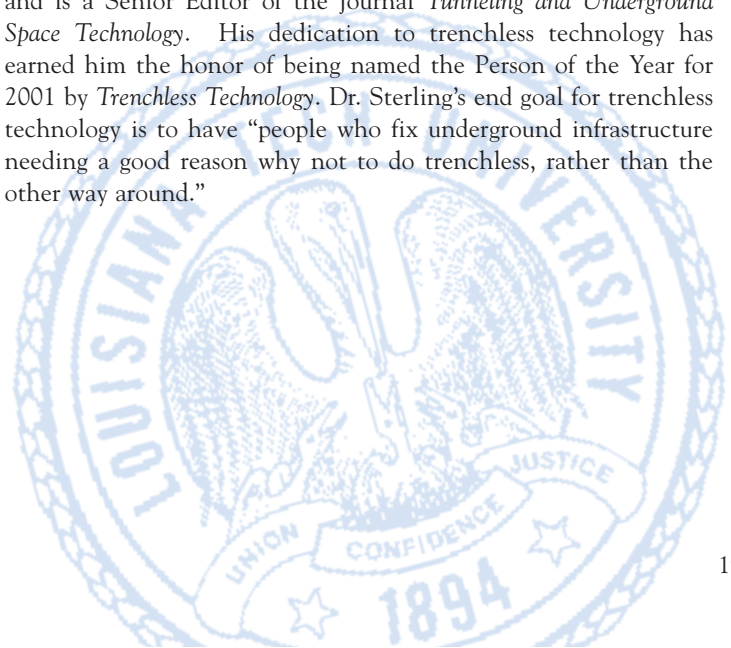 and is a Senior Editor of the journal Tunneling and Underground
Space Technology. His dedication to trenchless technology has
earned him the honor of being named the Person of the Year for
2001 by Trenchless Technology. Dr. Sterling’s end goal for trenchless
technology is to have “people who fix underground infrastructure
needing a good reason why not to do trenchless, rather than the
other way around.”
LOUISIANA TECH UNIVERSITY
UNION CONFIDENCE JUSTICE
1894